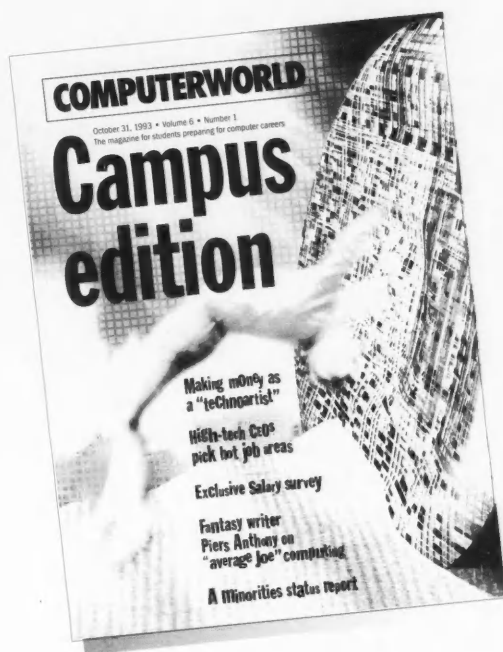 COMPUTERWORLD
October 31, 1993 • Volume 6 • Number 1
The magazine for students preparing for computer careers
Campus
edition
Making mOney as
a "teChnoartist"
HiGh-tech CEOs
pick hot job areas
Exclusive Salary survey
Fantasy writer
Piers Anthony on
"average Joe" computing
A Minorities status report